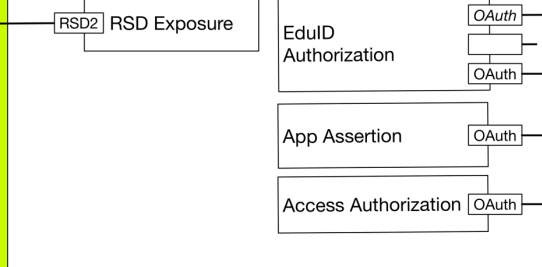 OAuth
RSD2
RSD Exposure
EduID
Authorization
OAuth
App Assertion
OAuth
Access Authorization
OAuth